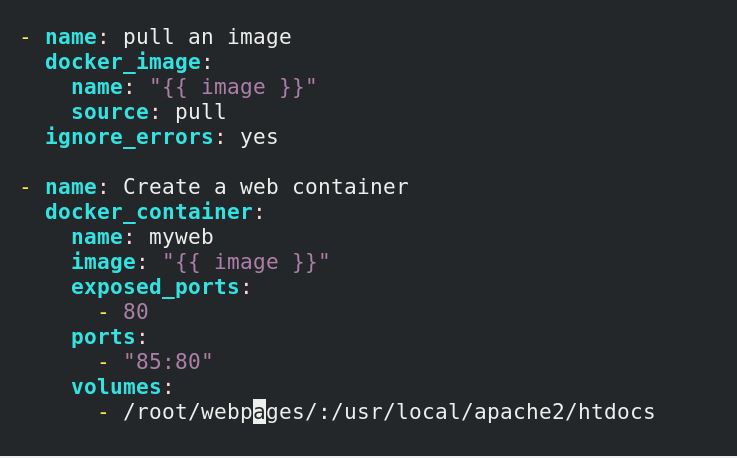 - name: pull an image
  docker_image:
    name: "{{ image }}"
    source: pull
  ignore_errors: yes

- name: Create a web container
  docker_container:
    name: myweb
    image: "{{ image }}"
    exposed_ports:
      - 80
    ports:
      - "85:80"
    volumes:
      - /root/webpages/:/usr/local/apache2/htdocs